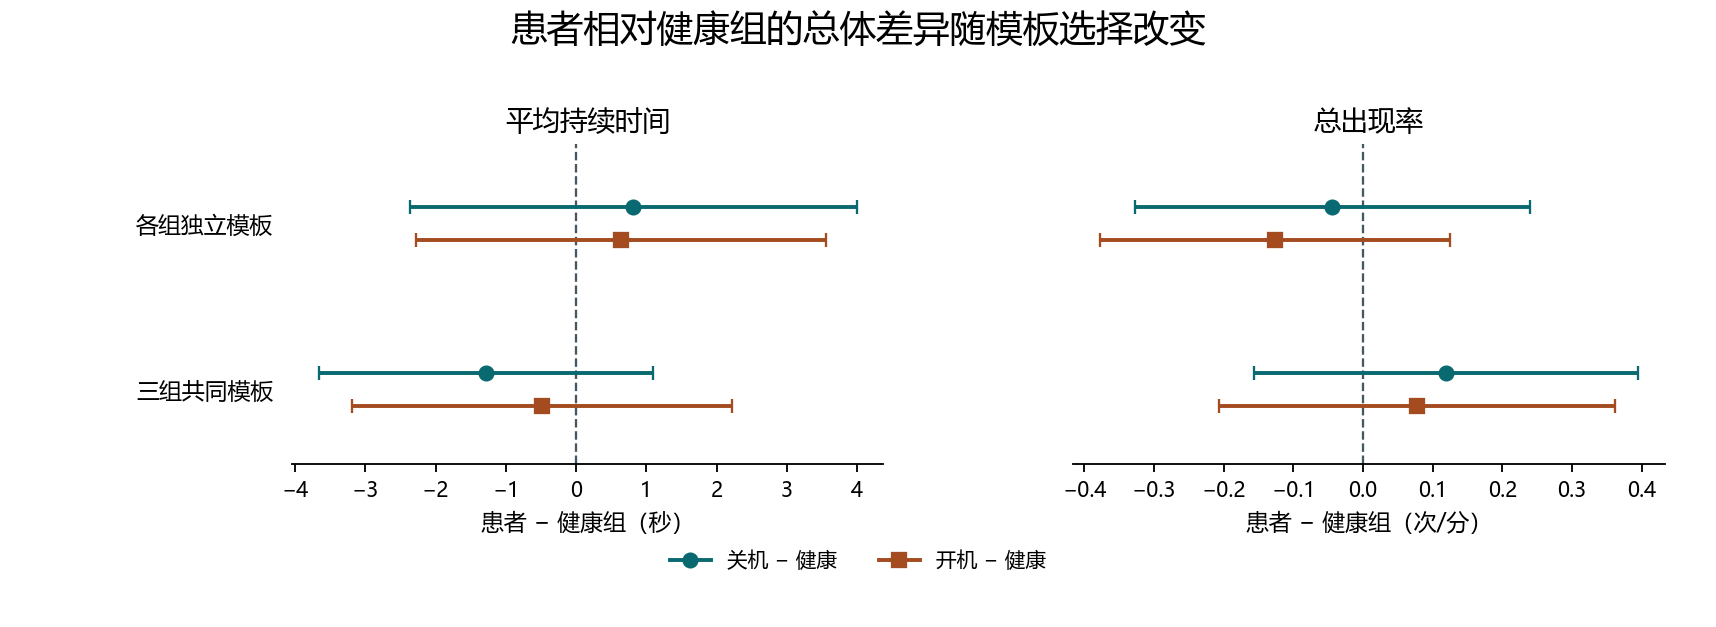 患者相对健康组的总体差异随模板选择改变
平均持续时间
总出现率
各组独立模板
三组共同模板
−4 −3 −2 −1 0 1 2 3 4
−0.4 −0.3 −0.2 −0.1 0.0 0.1 0.2 0.3 0.4
患者 − 健康组（秒）
患者 − 健康组（次/分）
关机 − 健康
开机 − 健康